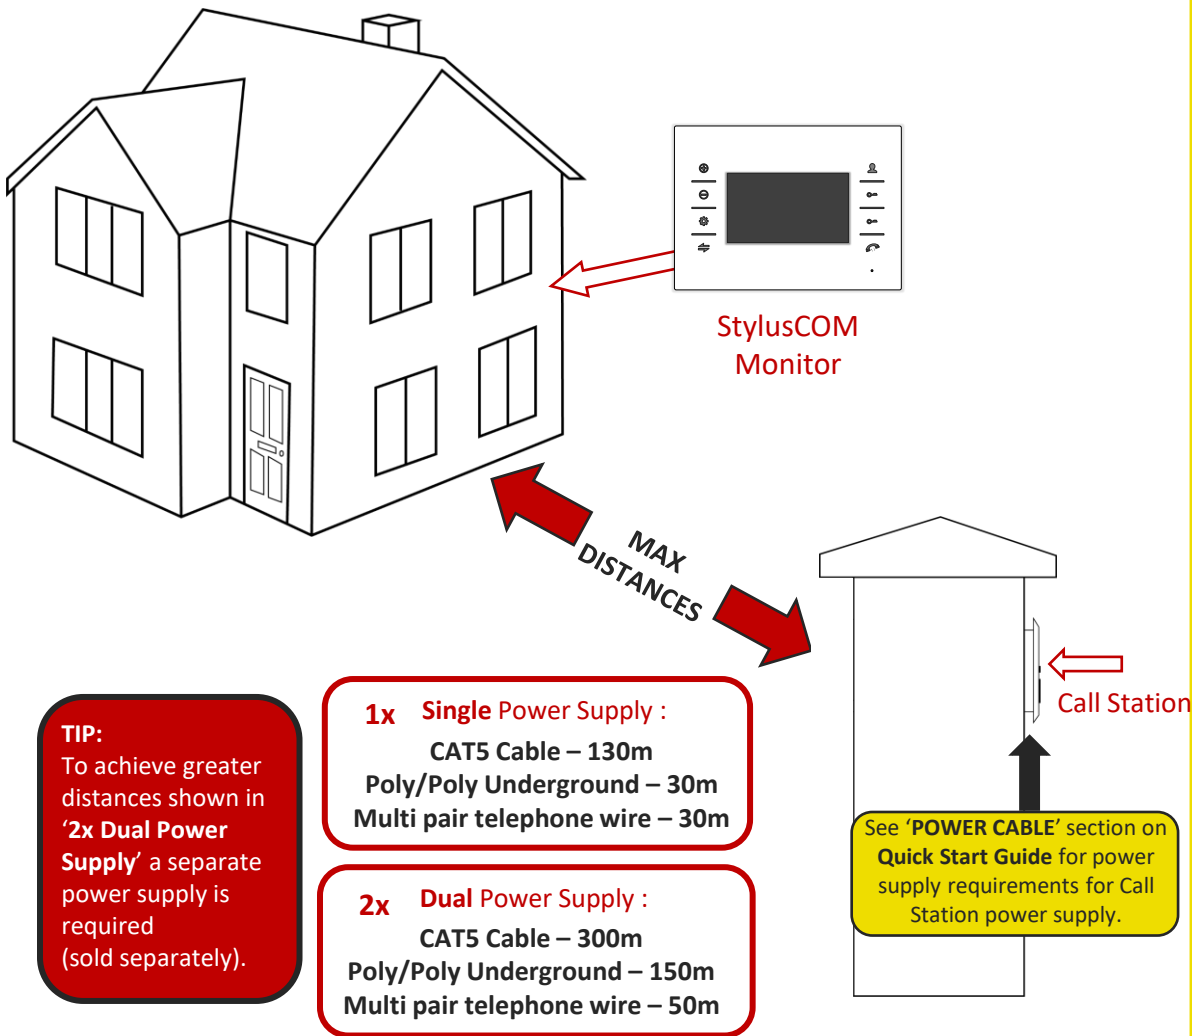 StylusCOM
Monitor
MAX
DISTANCES
Call Station
TIP:
To achieve greater
distances shown in
‘2x Dual Power
Supply’ a separate
power supply is
required
(sold separately).
1x Single Power Supply :
CAT5 Cable – 130m
Poly/Poly Underground – 30m
Multi pair telephone wire – 30m
2x Dual Power Supply :
CAT5 Cable – 300m
Poly/Poly Underground – 150m
Multi pair telephone wire – 50m
See ‘POWER CABLE’ section on
Quick Start Guide for power
supply requirements for Call
Station power supply.